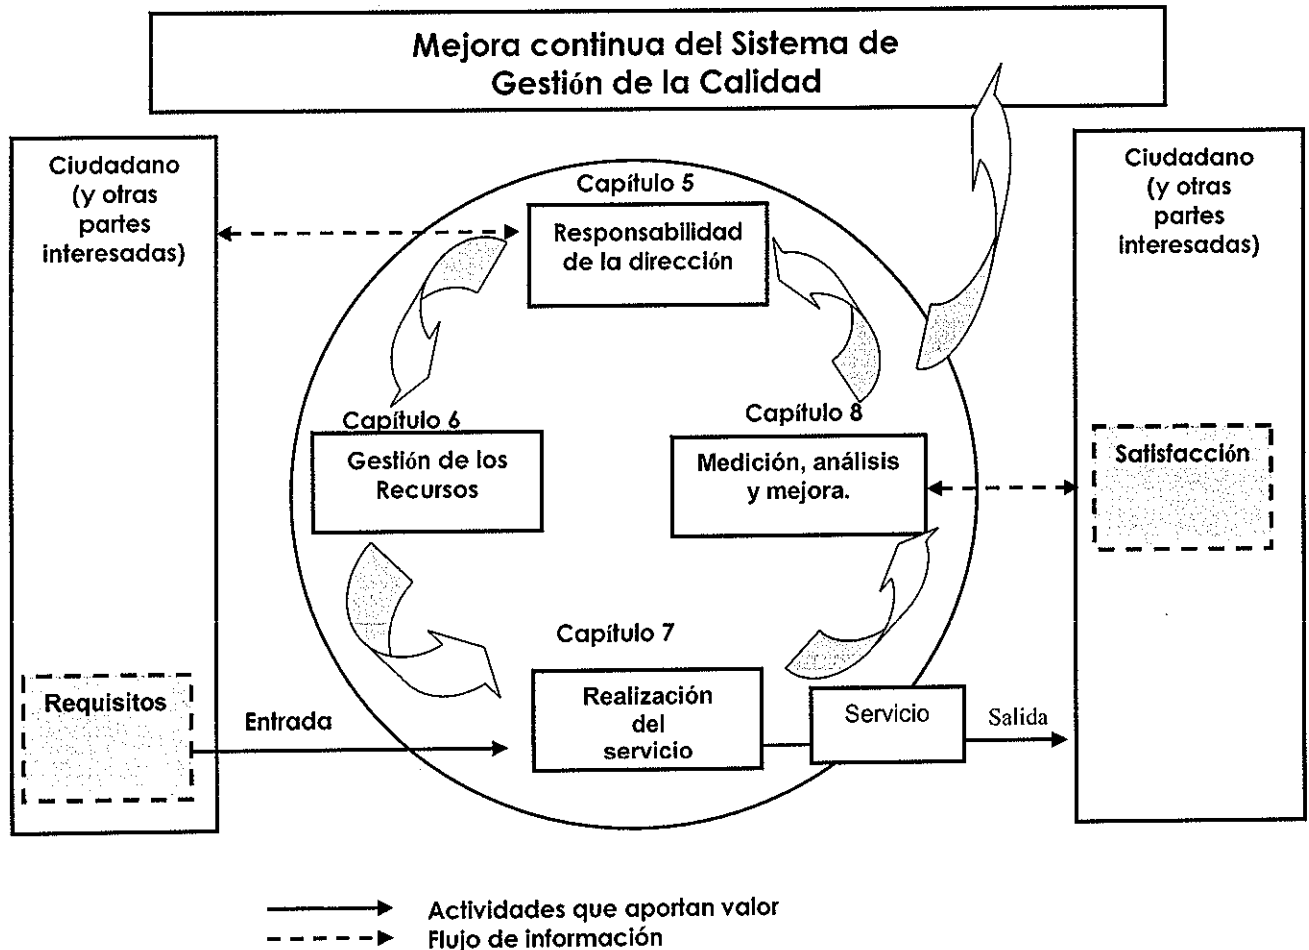 Mejora continua del Sistema de
Gestión de la Calidad
Ciudadano
(y otras
partes
interesadas)
Ciudadano
(y otras
partes
interesadas)
Capítulo 5
Responsabilidad
de la dirección
Capítulo 6
Gestión de los
Recursos
Capítulo 8
Medición, análisis
y mejora.
Satisfacción
Capítulo 7
Realización
del
servicio
Requisitos
Entrada
Servicio
Salida
Actividades que aportan valor
Flujo de información